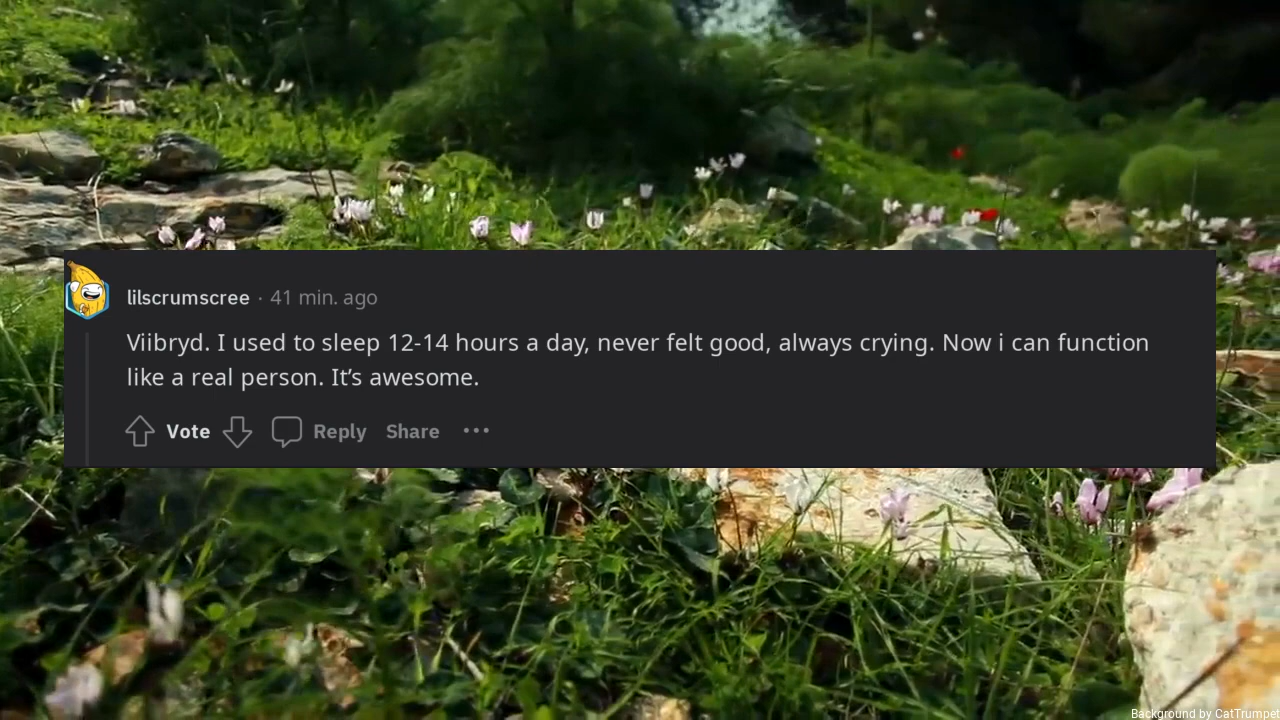 lilscrumscree · 41 min. ago
Viibryd. I used to sleep 12-14 hours a day, never felt good, always crying. Now i can function
like a real person. It’s awesome.
Vote Reply Share •••
Background by CatTrumpet